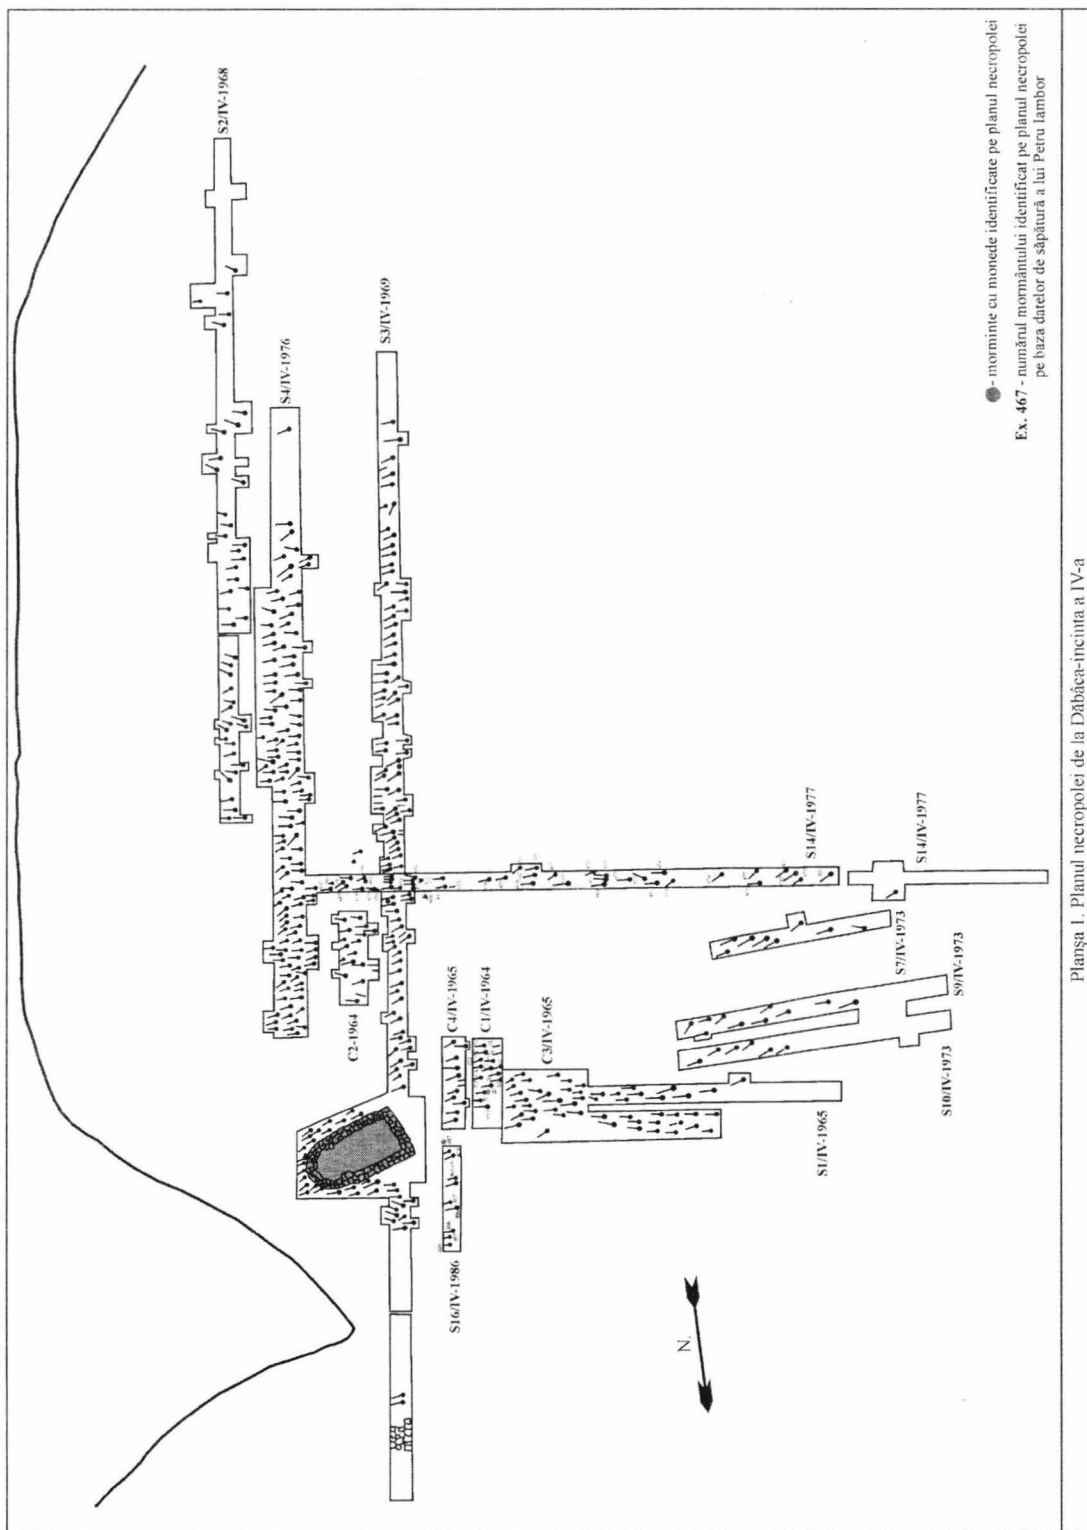 S2/IV-1968
S4/IV-1976
S3/IV-1969
C2-1964
S14/IV-1977
S14/IV-1977
C4/IV-1965
C1/IV-1964
C3/IV-1965
S7/IV-1973
S9/IV-1973
S10/IV-1973
S1/IV-1965
S16/IV-1986
N.
- morminte cu monede identificate pe planul necropolei
Ex. 467 - numărul mormântului identificat pe planul necropolei
pe baza datelor de săpătură a lui Petru Iambor
Planşa 1. Planul necropolei de la Dăbâca-incinta a IV-a